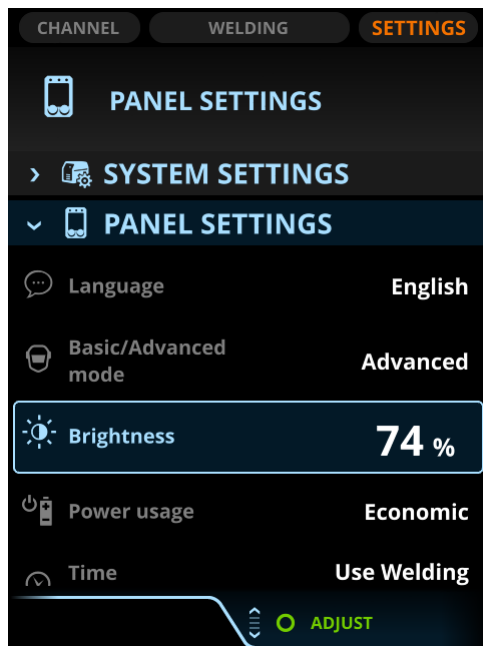 CHANNEL WELDING SETTINGS
PANEL SETTINGS
SYSTEM SETTINGS
PANEL SETTINGS
Language English
Basic/Advanced
mode Advanced
Brightness 74 %
Power usage Economic
Time Use Welding
ADJUST